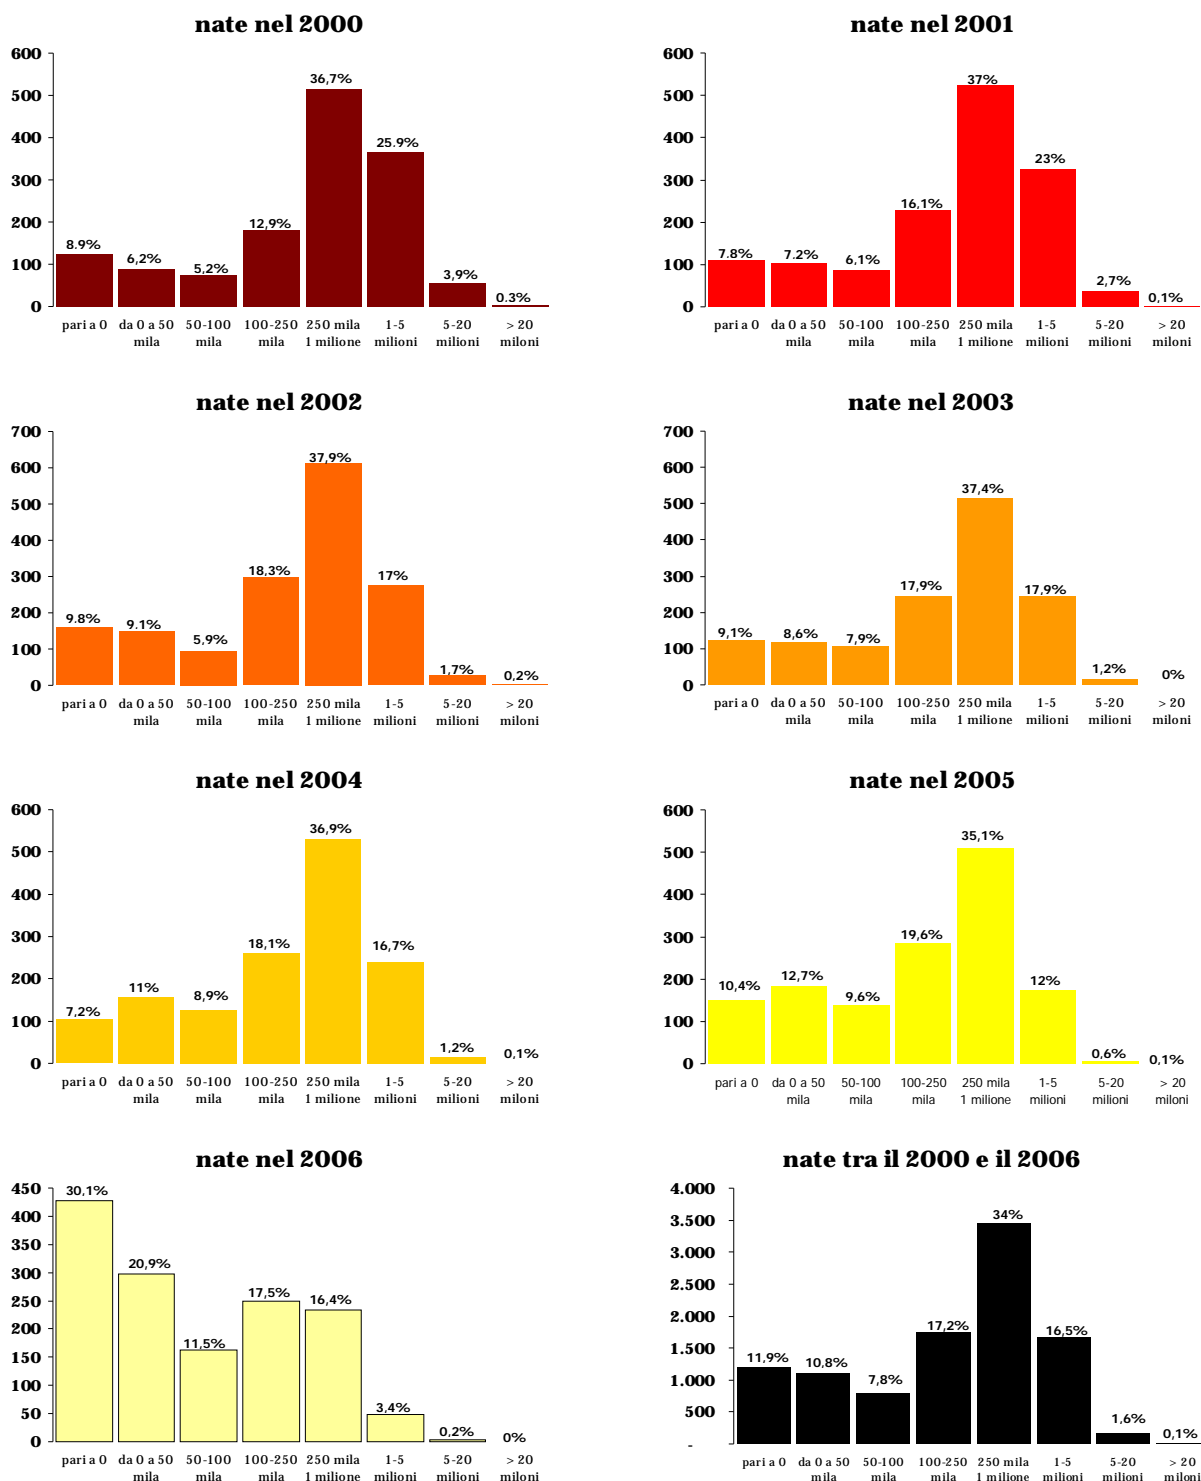 nate nel 2000
600
500
400
300
200
100
0
8.9%
6,2%
5,2%
12,9%
36,7%
25.9%
3,9%
0.3%
pari a 0
da 0 a 50
mila
50-100
mila
100-250
mila
250 mila
1 milione
1-5
milioni
5-20
milioni
> 20
miloni
nate nel 2001
600
500
400
300
200
100
0
7.8%
7.2%
6,1%
16,1%
37%
23%
2,7%
0,1%
pari a 0
da 0 a 50
mila
50-100
mila
100-250
mila
250 mila
1 milione
1-5
milioni
5-20
milioni
> 20
miloni
nate nel 2002
700
600
500
400
300
200
100
0
9.8%
9.1%
5,9%
18,3%
37,9%
17%
1,7%
0,2%
pari a 0
da 0 a 50
mila
50-100
mila
100-250
mila
250 mila
1 milione
1-5
milioni
5-20
milioni
> 20
miloni
nate nel 2003
700
600
500
400
300
200
100
0
9,1%
8,6%
7,9%
17,9%
37,4%
17,9%
1,2%
0%
pari a 0
da 0 a 50
mila
50-100
mila
100-250
mila
250 mila
1 milione
1-5
milioni
5-20
milioni
> 20
miloni
nate nel 2004
600
500
400
300
200
100
0
7,2%
11%
8,9%
18,1%
36,9%
16,7%
1,2%
0,1%
pari a 0
da 0 a 50
mila
50-100
mila
100-250
mila
250 mila
1 milione
1-5
milioni
5-20
milioni
> 20
miloni
nate nel 2005
600
500
400
300
200
100
0
10,4%
12,7%
9,6%
19,6%
35,1%
12%
0,6%
0,1%
pari a 0
da 0 a 50
mila
50-100
mila
100-250
mila
250 mila
1 milione
1-5
milioni
5-20
milioni
> 20
miloni
nate nel 2006
450
400
350
300
250
200
150
100
50
0
30,1%
20,9%
11,5%
17,5%
16,4%
3,4%
0,2%
0%
pari a 0
da 0 a 50
mila
50-100
mila
100-250
mila
250 mila
1 milione
1-5
milioni
5-20
milioni
> 20
miloni
nate tra il 2000 e il 2006
4.000
3.500
3.000
2.500
2.000
1.500
1.000
500
-
11,9%
10,8%
7,8%
17,2%
34%
16,5%
1,6%
0,1%
pari a 0
da 0 a 50
mila
50-100
mila
100-250
mila
250 mila
1 milione
1-5
milioni
5-20
milioni
> 20
miloni